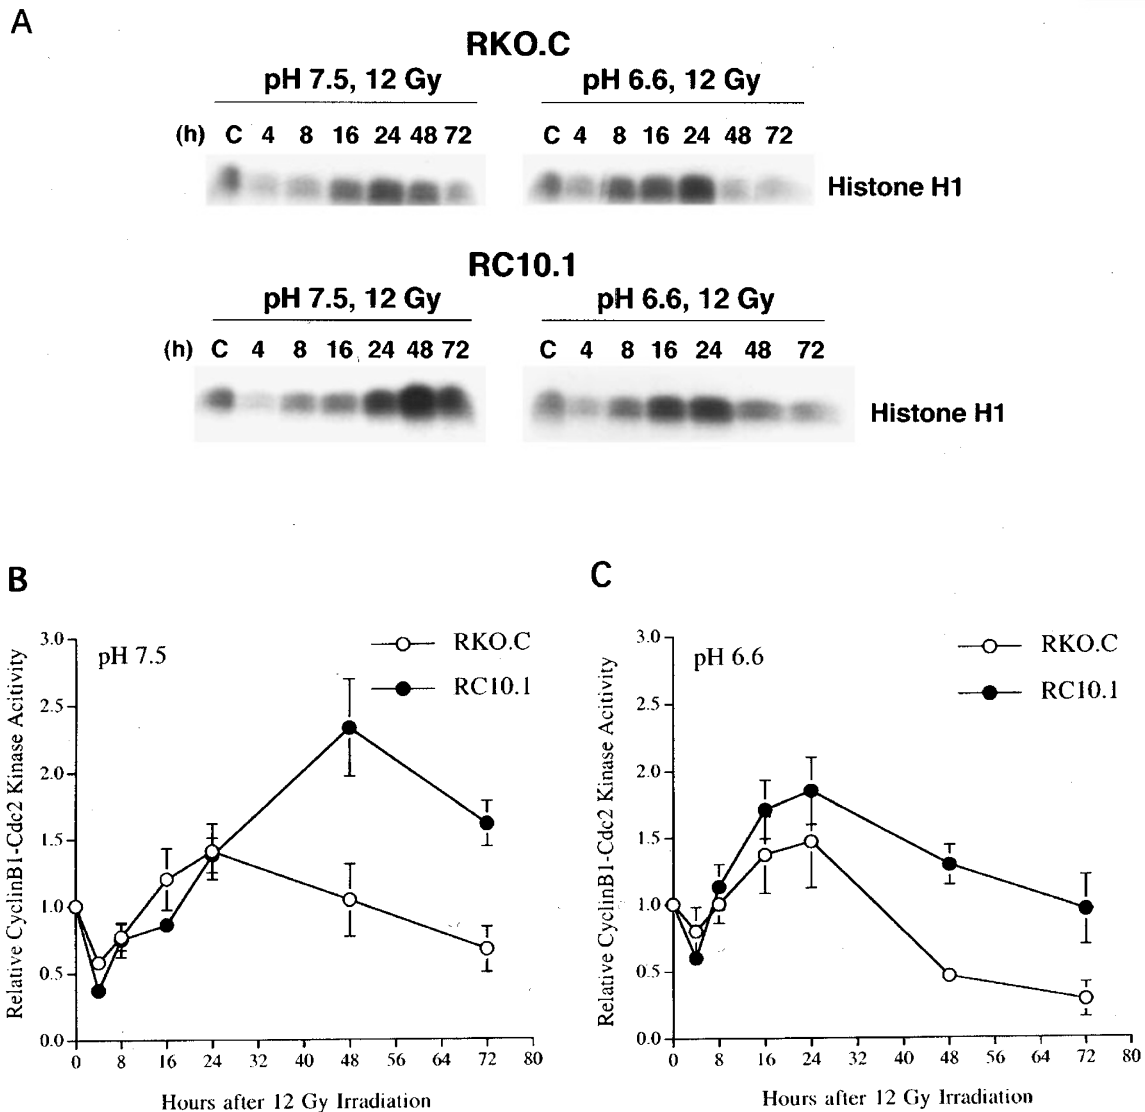 A
RKO.C
pH 7.5, 12 Gy
pH 6.6, 12 Gy
(h) C 4 8 16 24 48 72
C 4 8 16 24 48 72
Histone H1
RC10.1
pH 7.5, 12 Gy
pH 6.6, 12 Gy
(h) C 4 8 16 24 48 72
C 4 8 16 24 48 72
Histone H1
B
Relative CyclinB1-Cdc2 Kinase Acitivity
3.0
2.5
2.0
1.5
1.0
0.5
0.0
pH 7.5
RKO.C
RC10.1
0 8 16 24 32 40 48 56 64 72 80
Hours after 12 Gy Irradiation
C
Relative CyclinB1-Cdc2 Kinase Activity
3.0
2.5
2.0
1.5
1.0
0.5
0.0
pH 6.6
RKO.C
RC10.1
0 8 16 24 32 40 48 56 64 72 80
Hours after 12 Gy Irradiation